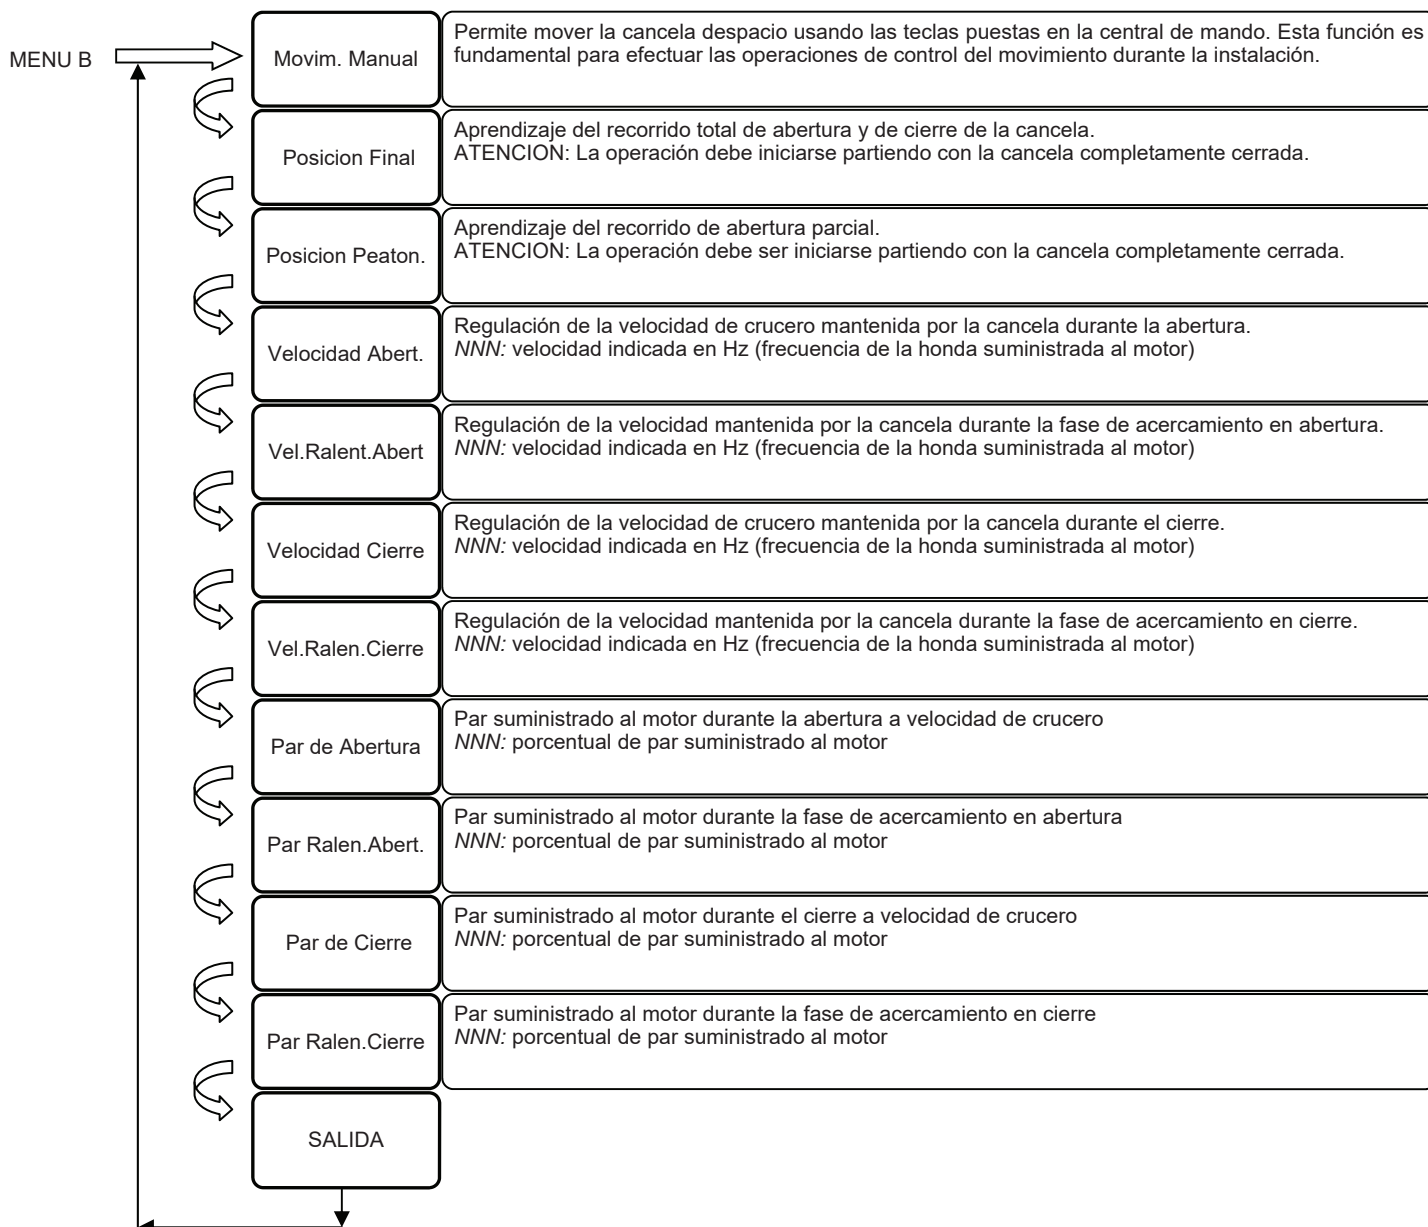 MENU B
Movim. Manual
Permite mover la cancela despacio usando las teclas puestas en la central de mando. Esta función es
fundamental para efectuar las operaciones de control del movimiento durante la instalación.
Posicion Final
Aprendizaje del recorrido total de abertura y de cierre de la cancela.
ATENCION: La operación debe iniciarse partiendo con la cancela completamente cerrada.
Posicion Peaton.
Aprendizaje del recorrido de abertura parcial.
ATENCION: La operación debe ser iniciarse partiendo con la cancela completamente cerrada.
Velocidad Abert.
Regulación de la velocidad de crucero mantenida por la cancela durante la abertura.
NNN: velocidad indicada en Hz (frecuencia de la honda suministrada al motor)
Vel.Ralent.Abert
Regulación de la velocidad mantenida por la cancela durante la fase de acercamiento en abertura.
NNN: velocidad indicada en Hz (frecuencia de la honda suministrada al motor)
Velocidad Cierre
Regulación de la velocidad de crucero mantenida por la cancela durante el cierre.
NNN: velocidad indicada en Hz (frecuencia de la honda suministrada al motor)
Vel.Ralen.Cierre
Regulación de la velocidad mantenida por la cancela durante la fase de acercamiento en cierre.
NNN: velocidad indicada en Hz (frecuencia de la honda suministrada al motor)
Par de Abertura
Par suministrado al motor durante la abertura a velocidad de crucero
NNN: porcentual de par suministrado al motor
Par Ralen.Abert.
Par suministrado al motor durante la fase de acercamiento en abertura
NNN: porcentual de par suministrado al motor
Par de Cierre
Par suministrado al motor durante el cierre a velocidad de crucero
NNN: porcentual de par suministrado al motor
Par Ralen.Cierre
Par suministrado al motor durante la fase de acercamiento en cierre
NNN: porcentual de par suministrado al motor
SALIDA